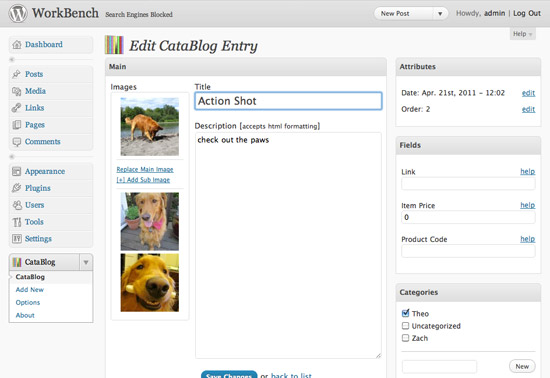 WorkBench Search Engines Blocked
New Post
Howdy, admin | Log Out
Help
Dashboard
Posts
Media
Links
Pages
Comments
Appearance
Plugins
Users
Tools
Settings
CataBlog
CataBlog
Add New
Options
About
Edit CataBlog Entry
Main
Images
Replace Main Image
[+] Add Sub Image
Title
Action Shot
Description [accepts html formatting]
check out the paws
Save Changes or back to list
Attributes
Date: Apr. 21st, 2011 - 12:02 edit
Order: 2 edit
Fields
Link help
Item Price help
0
Product Code help
Categories
Theo
Uncategorized
Zach
New